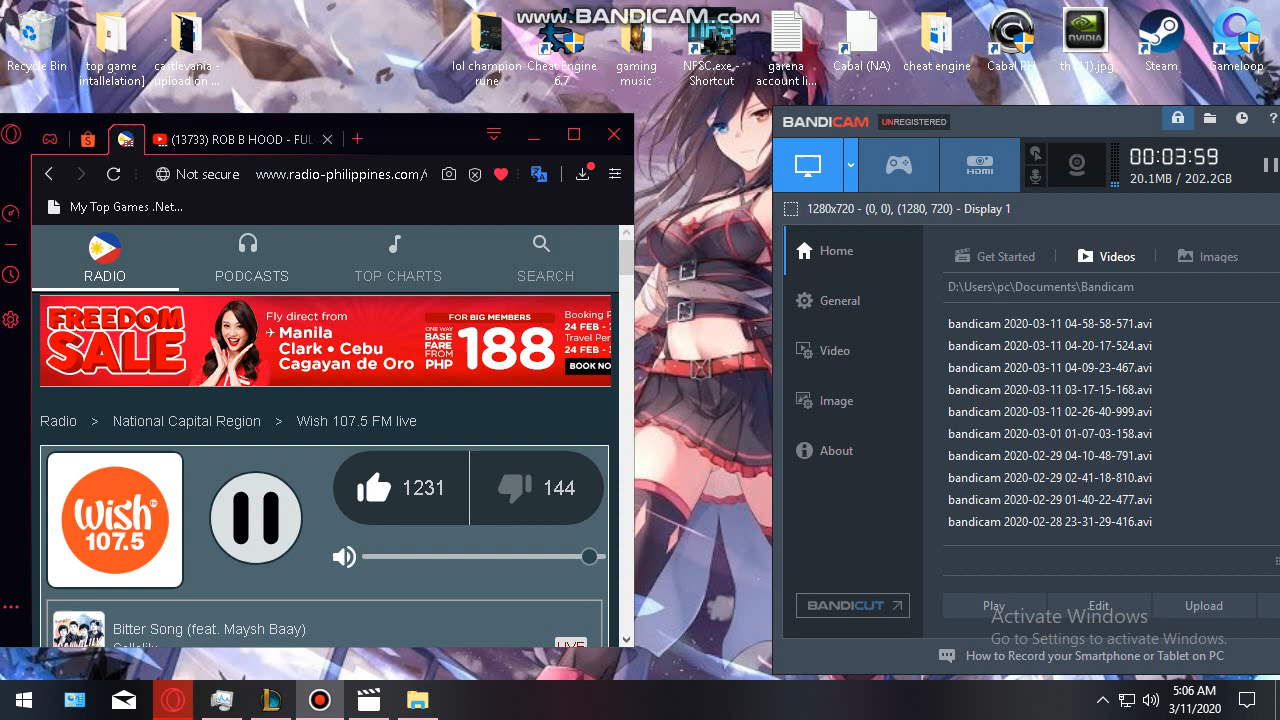 www.BANDICAM.com
Recycle Bin
top game intallelation]
castlevania - upload on ...
lol champion rune
Cheat Engine 6.7
gaming music
NFSC.exe - Shortcut
garena account li...
Cabal (NA)
cheat engine
Cabal PH
th (11).jpg
Steam
Gameloop
(13733) ROB B HOOD - FUL
Not secure www.radio-philippines.com/
My Top Games .Net...
RADIO PODCASTS TOP CHARTS SEARCH
FREEDOM SALE
Fly direct from
Manila
Clark • Cebu
Cagayan de Oro
FOR BIG MEMBERS
ONE WAY BASE FARE FROM PHP 188
Booking P
24 FEB -
Travel Per
24 FEB -
BOOK NO
Radio > National Capital Region > Wish 107.5 FM live
wish 107.5
1231 144
Bitter Song (feat. Maysh Baay)
LIVE
BANDICAM UNREGISTERED
HDMI
00:03:59
20.1MB / 202.2GB
1280x720 - (0, 0), (1280, 720) - Display 1
Home
General
Video
Image
About
BANDICUT
Get Started Videos Images
D:\Users\pc\Documents\Bandicam
bandicam 2020-03-11 04-58-58-571.avi
bandicam 2020-03-11 04-20-17-524.avi
bandicam 2020-03-11 04-09-23-467.avi
bandicam 2020-03-11 03-17-15-168.avi
bandicam 2020-03-11 02-26-40-999.avi
bandicam 2020-03-01 01-07-03-158.avi
bandicam 2020-02-29 04-10-48-791.avi
bandicam 2020-02-29 02-41-18-810.avi
bandicam 2020-02-29 01-40-22-477.avi
bandicam 2020-02-28 23-31-29-416.avi
Play Edit Upload
Activate Windows
Go to Settings to activate Windows.
How to Record your Smartphone or Tablet on PC
5:06 AM
3/11/2020